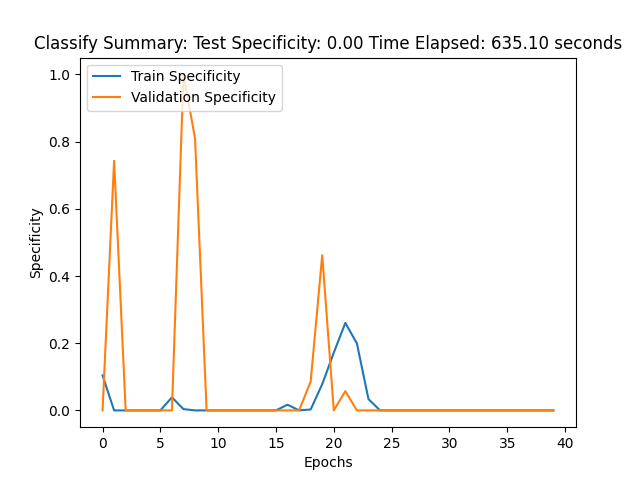 Classify Summary: Test Specificity: 0.00 Time Elapsed: 635.10 seconds
Train Specificity
Validation Specificity
1.0
0.8
0.6
0.4
0.2
0.0
Specificity
0 5 10 15 20 25 30 35 40
Epochs